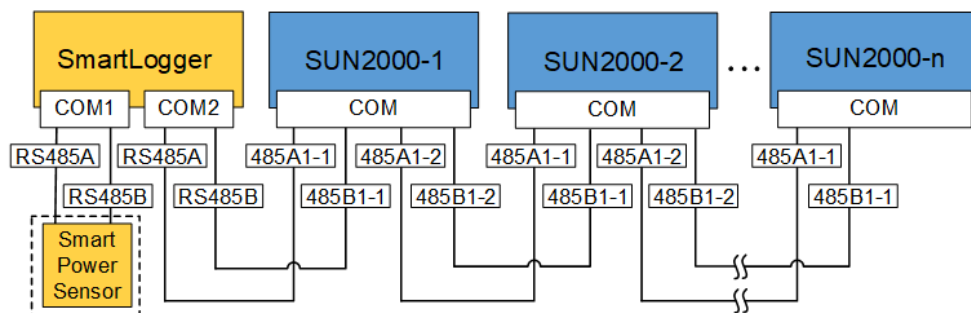 SmartLogger
SUN2000-1
SUN2000-2
...
SUN2000-n
COM1
COM2
COM
COM
COM
RS485A
RS485A
485A1-1
485A1-2
485A1-1
485A1-2
485A1-1
RS485B
RS485B
485B1-1
485B1-2
485B1-1
485B1-2
485B1-1
Smart
Power
Sensor